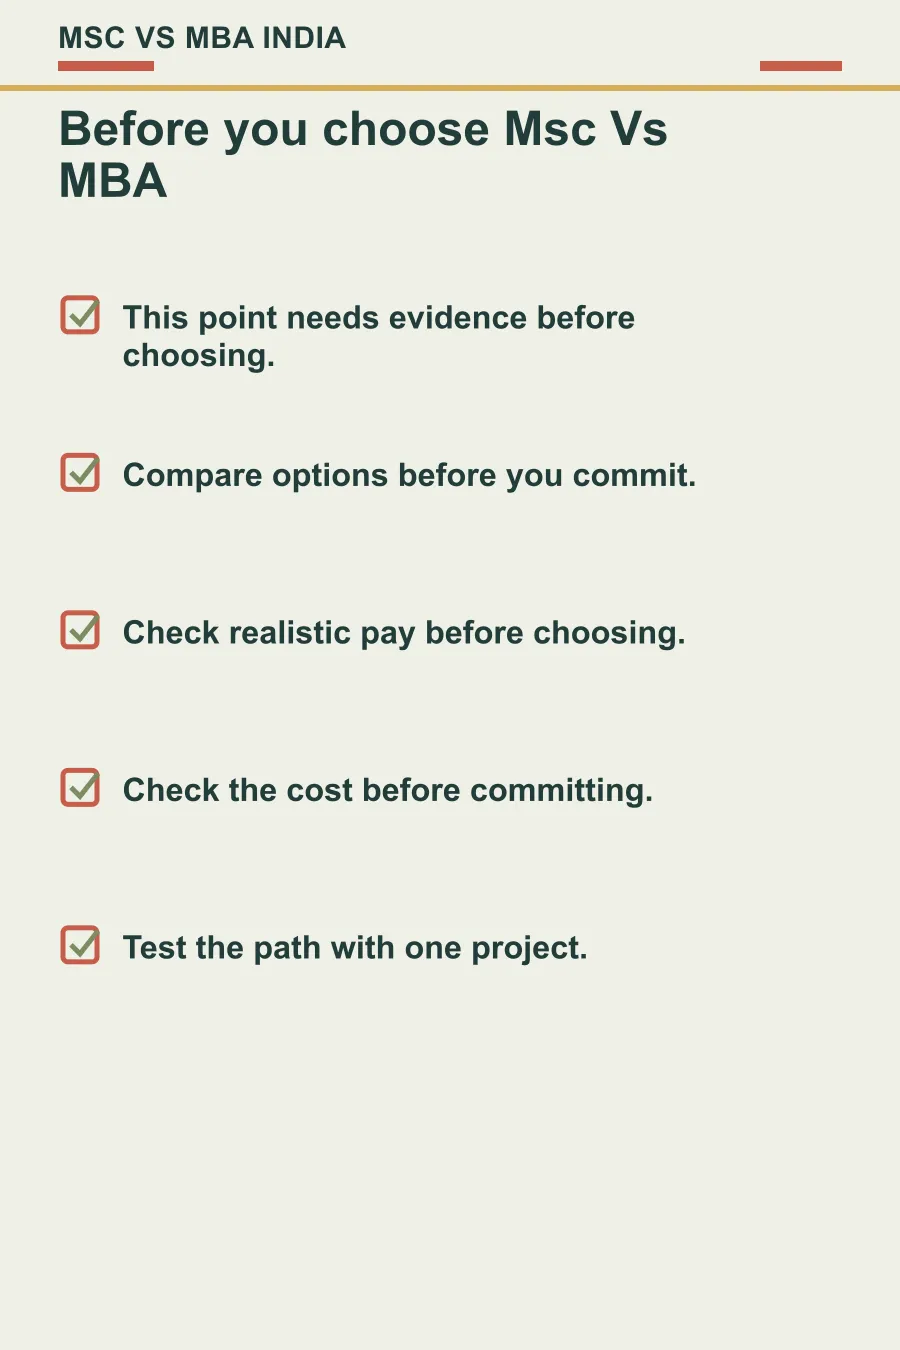 MSC VS MBA INDIA
Before you choose Msc Vs
MBA
This point needs evidence before
choosing.
Compare options before you commit.
Check realistic pay before choosing.
Check the cost before committing.
Test the path with one project.